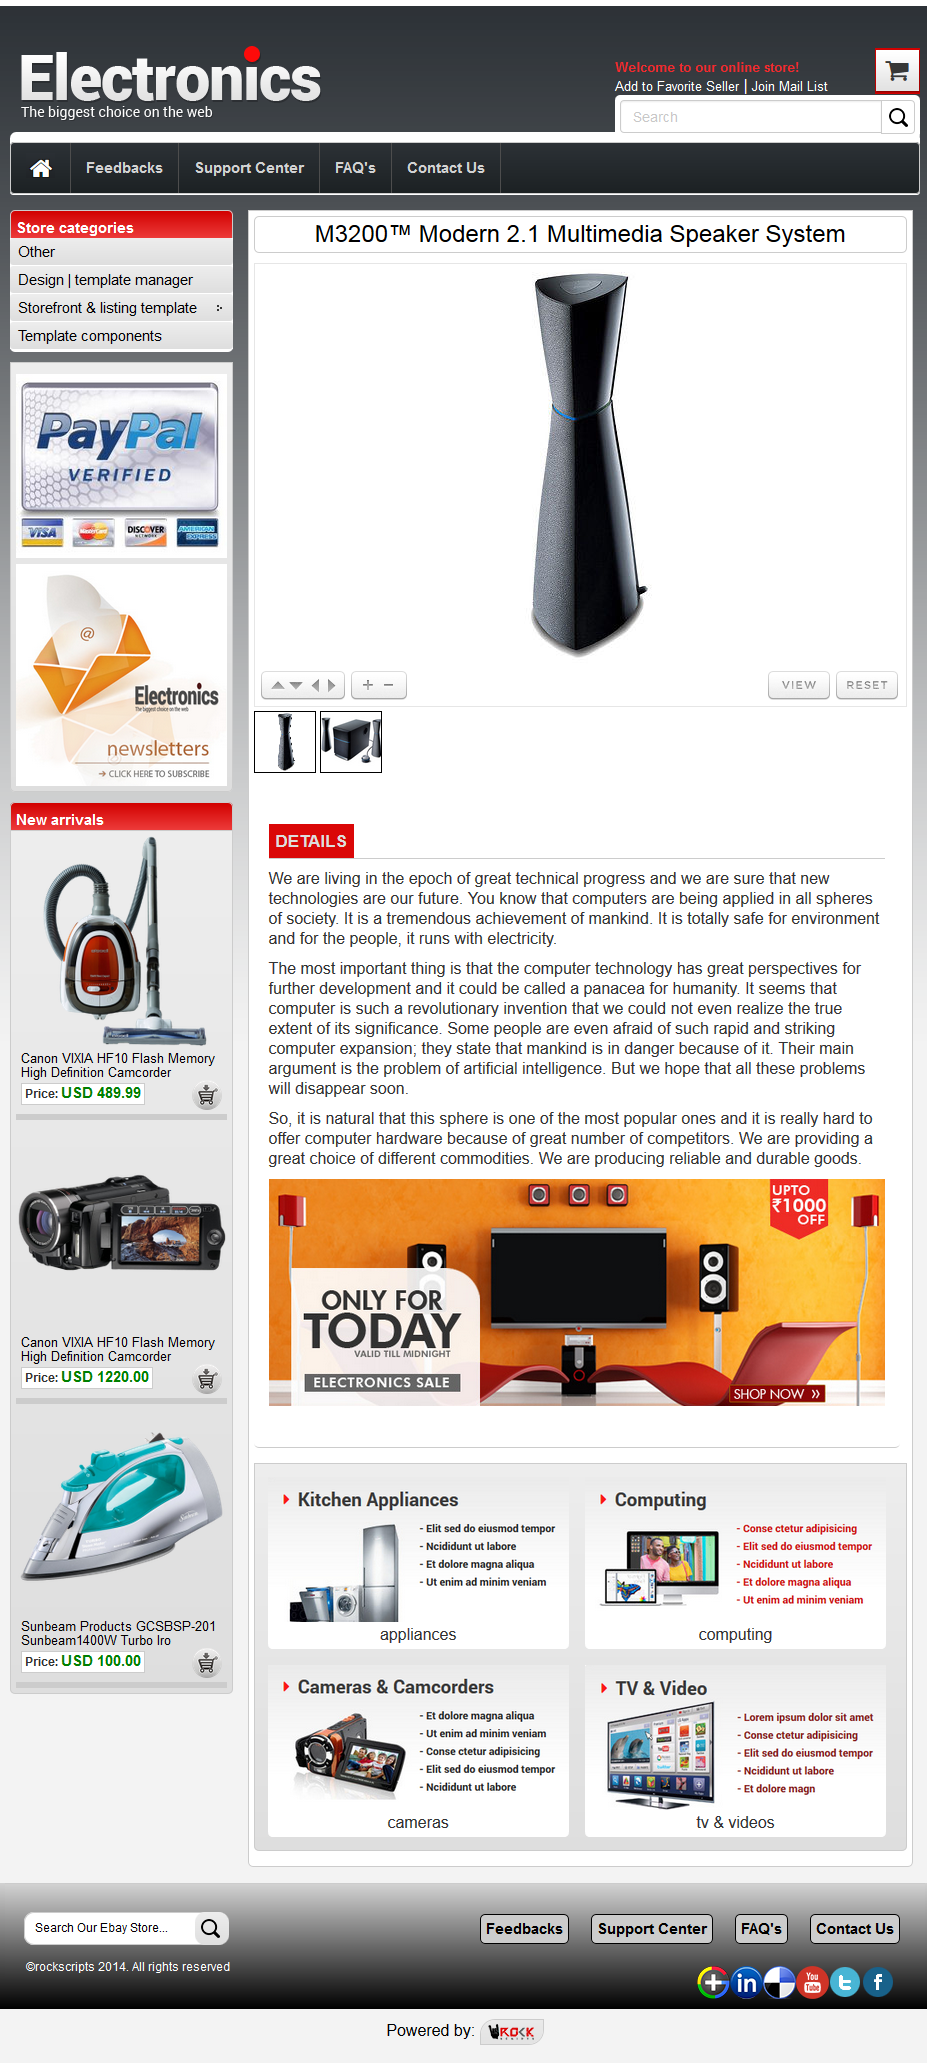 Electronics
The biggest choice on the web
Welcome to our online store!
Add to Favorite Seller | Join Mail List
Search
Feedbacks
Support Center
FAQ's
Contact Us
Store categories
Other
Design | template manager
Storefront & listing template
Template components
PayPal
VERIFIED
VISA
MasterCard
DISCOVER
NETWORK
AMERICAN
EXPRESS
@
Electronics
The biggest choice on the web
newsletters
CLICK HERE TO SUBSCRIBE
New arrivals
Canon VIXIA HF10 Flash Memory
High Definition Camcorder
Price: USD 489.99
Canon VIXIA HF10 Flash Memory
High Definition Camcorder
Price: USD 1220.00
Sunbeam Products GCSBSP-201
Sunbeam1400W Turbo Iro
Price: USD 100.00
M3200™ Modern 2.1 Multimedia Speaker System
VIEW
RESET
DETAILS
We are living in the epoch of great technical progress and we are sure that new
technologies are our future. You know that computers are being applied in all spheres
of society. It is a tremendous achievement of mankind. It is totally safe for environment
and for the people, it runs with electricity.
The most important thing is that the computer technology has great perspectives for
further development and it could be called a panacea for humanity. It seems that
computer is such a revolutionary invention that we could not even realize the true
extent of its significance. Some people are even afraid of such rapid and striking
computer expansion; they state that mankind is in danger because of it. Their main
argument is the problem of artificial intelligence. But we hope that all these problems
will disappear soon.
So, it is natural that this sphere is one of the most popular ones and it is really hard to
offer computer hardware because of great number of competitors. We are providing a
great choice of different commodities. We are producing reliable and durable goods.
UPTO
₹1000
OFF
ONLY FOR
TODAY
VALID TILL MIDNIGHT
ELECTRONICS SALE
SHOP NOW »
Kitchen Appliances
- Elit sed do eiusmod tempor
- Ncididunt ut labore
- Et dolore magna aliqua
- Ut enim ad minim veniam
appliances
Computing
- Conse ctetur adipisicing
- Elit sed do eiusmod tempor
- Ncididunt ut labore
- Et dolore magna aliqua
- Ut enim ad minim veniam
computing
Cameras & Camcorders
- Et dolore magna aliqua
- Ut enim ad minim veniam
- Conse ctetur adipisicing
- Elit sed do eiusmod tempor
- Ncididunt ut labore
cameras
TV & Video
- Lorem ipsum dolor sit amet
- Conse ctetur adipisicing
- Elit sed do eiusmod tempor
- Ncididunt ut labore
- Et dolore magn
tv & videos
Search Our Ebay Store...
Feedbacks
Support Center
FAQ's
Contact Us
©rockscripts 2014. All rights reserved
in
You
Tube
t
f
Powered by:
ROCK